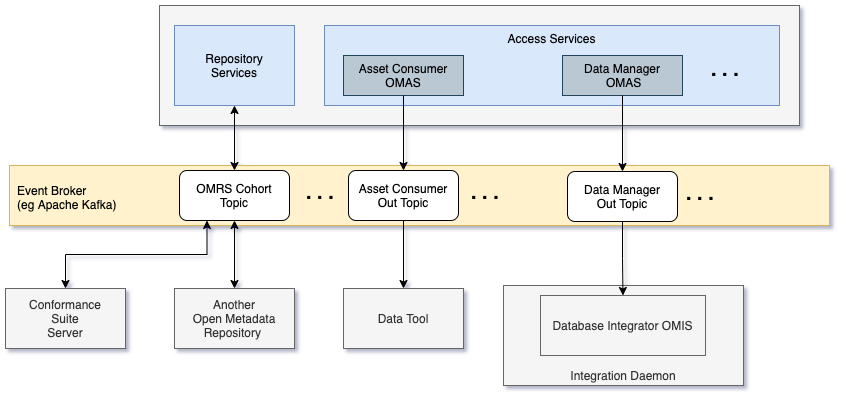 Access Services
Repository
Services
Asset Consumer
OMAS
Data Manager
OMAS
...
Event Broker
(eg Apache Kafka)
OMRS Cohort
Topic
...
Asset Consumer
Out Topic
...
Data Manager
Out Topic
...
Conformance
Suite
Server
Another
Open Metadata
Repository
Data Tool
Database Integrator OMIS
Integration Daemon